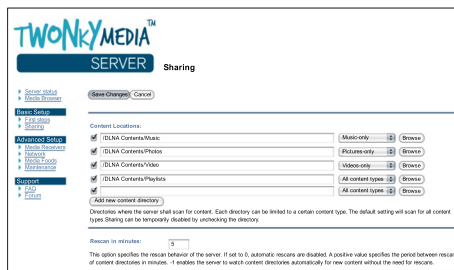 TWONKYMEDIA™
SERVER
Sharing
Server status
Media Browser
Save Changes Cancel
Basic Setup
First steps
Sharing
Advanced Setup
Media Receivers
Network
Media Feeds
Maintenance
Support
FAQ
Forum
Content Locations:
/DLNA Contents/Music Music-only Browse
/DLNA Contents/Photos Pictures-only Browse
/DLNA Contents/Video Videos-only Browse
/DLNA Contents/Playlists All content types Browse
All content types Browse
Add new content directory
Directories where the server shall scan for content. Each directory can be limited to a certain content type. The default setting will scan for all content
types.Sharing can be temporarily disabled by unchecking the directory.
Rescan in minutes: 5
This option specifies the rescan behavior of the server. If set to 0, automatic rescans are disabled. A positive value specifies the period between rescan
of content directories in minutes. -1 enables the server to watch content directories automatically for new content without the need for rescans.